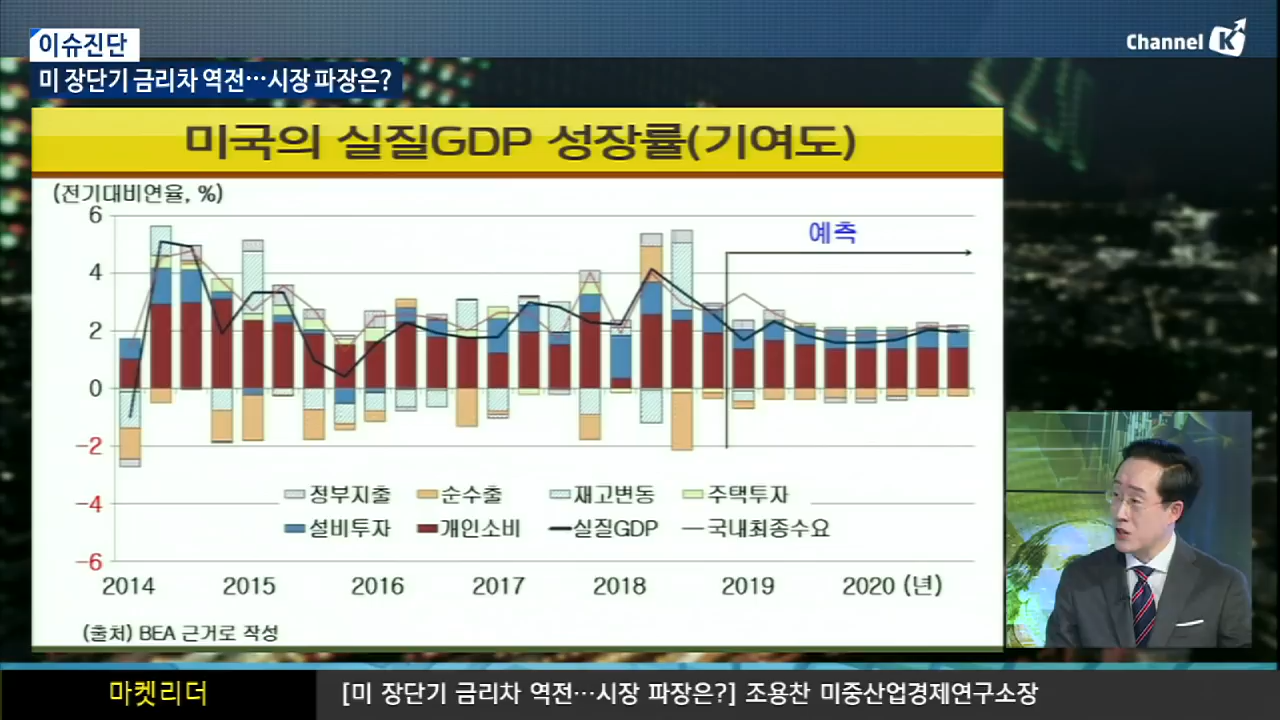 이슈진단
Channel K
미 장단기 금리차 역전…시장 파장은?
미국의 실질GDP 성장률(기여도)
(전기대비연율, %)
6
4
2
0
-2
-4
-6
예측
정부지출 순수출 재고변동 주택투자
설비투자 개인소비 실질GDP 국내최종수요
2014 2015 2016 2017 2018 2019 2020 (년)
(출처) BEA 근거로 작성
마켓리더
[미 장단기 금리차 역전…시장 파장은?] 조용찬 미중산업경제연구소장